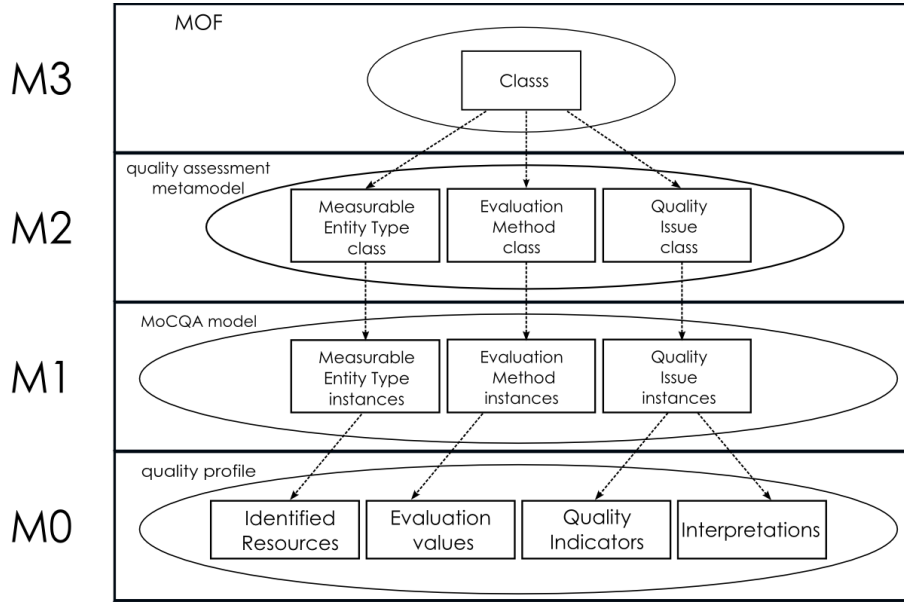 MOF
M3
Classs
quality assessment
metamodel
M2
Measurable
Entity Type
class
Evaluation
Method
class
Quality
Issue
class
MoCQA model
M1
Measurable
Entity Type
instances
Evaluation
Method
instances
Quality
Issue
instances
quality profile
M0
Identified
Resources
Evaluation
values
Quality
Indicators
Interpretations